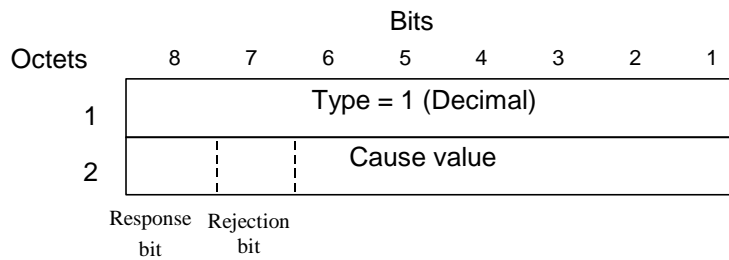 Bits
Octets 8 7 6 5 4 3 2 1
1 Type = 1 (Decimal)
2 Cause value
Response Rejection
bit bit